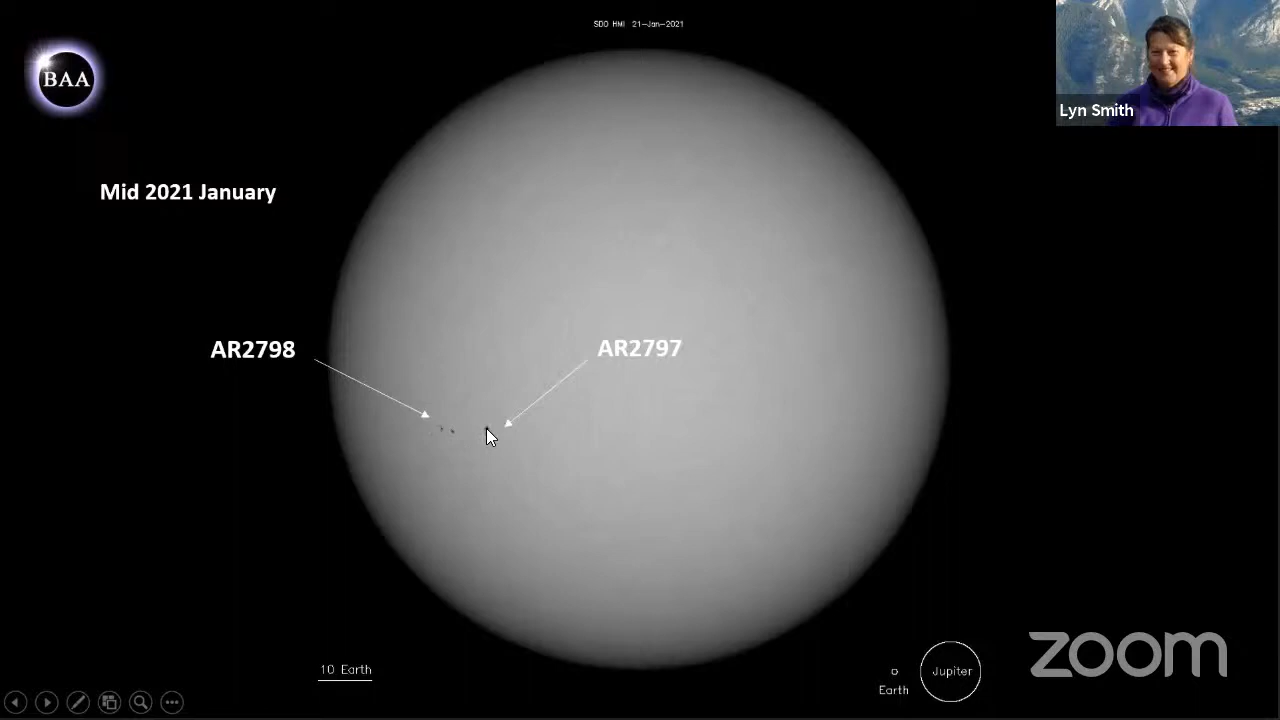 SDO HMI 21-Jan-2021
BAA
Lyn Smith
Mid 2021 January
AR2798
AR2797
10 Earth
Earth
Jupiter
zoom